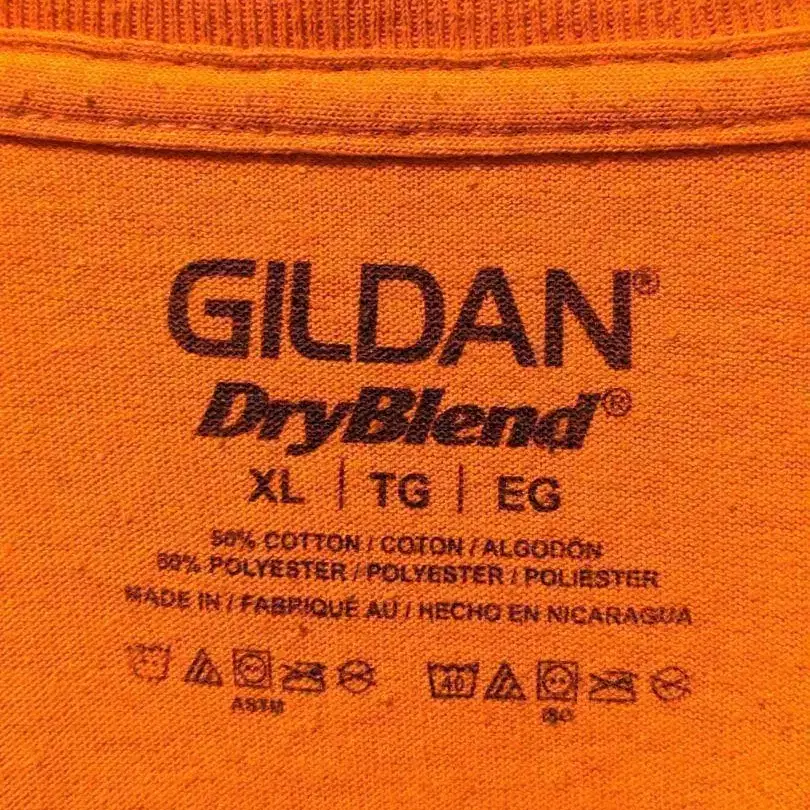 GILDAN®
DryBlend®
XL | TG | EG
50% COTTON / COTON / ALGODÓN
50% POLYESTER / POLYESTER / POLIÉSTER
MADE IN / FABRIQUÉ AU / HECHO EN NICARAGUA
40
ASTM ISO